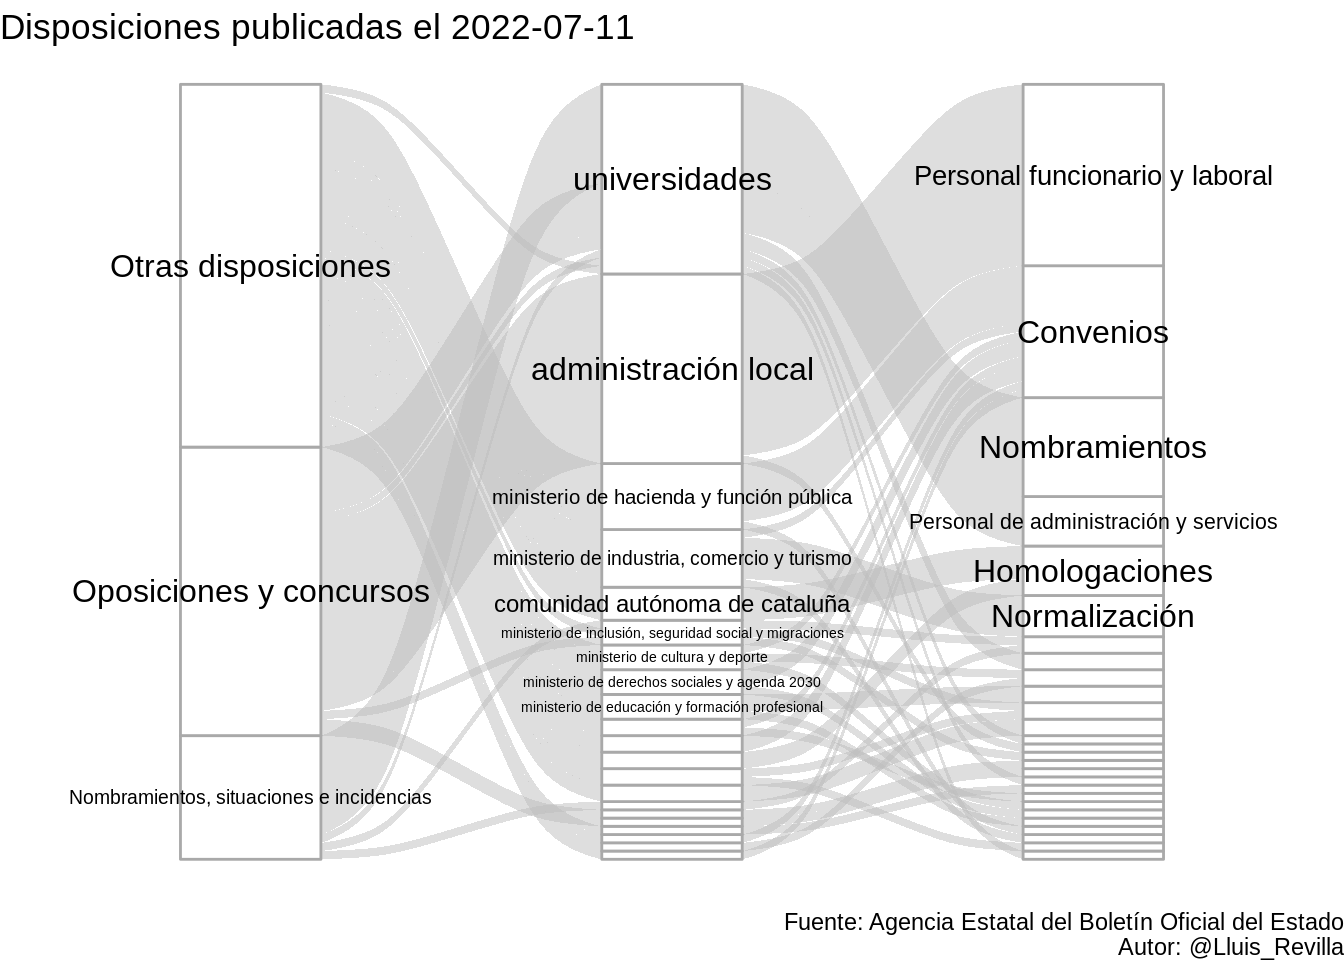 Disposiciones publicadas el 2022-07-11
Otras disposiciones
Oposiciones y concursos
Nombramientos, situaciones e incidencias
universidades
administración local
ministerio de hacienda y función pública
ministerio de industria, comercio y turismo
comunidad autónoma de cataluña
ministerio de inclusión, seguridad social y migraciones
ministerio de cultura y deporte
ministerio de derechos sociales y agenda 2030
ministerio de educación y formación profesional
Personal funcionario y laboral
Convenios
Nombramientos
Personal de administración y servicios
Homologaciones
Normalización
Fuente: Agencia Estatal del Boletín Oficial del Estado
Autor: @Lluis_Revilla